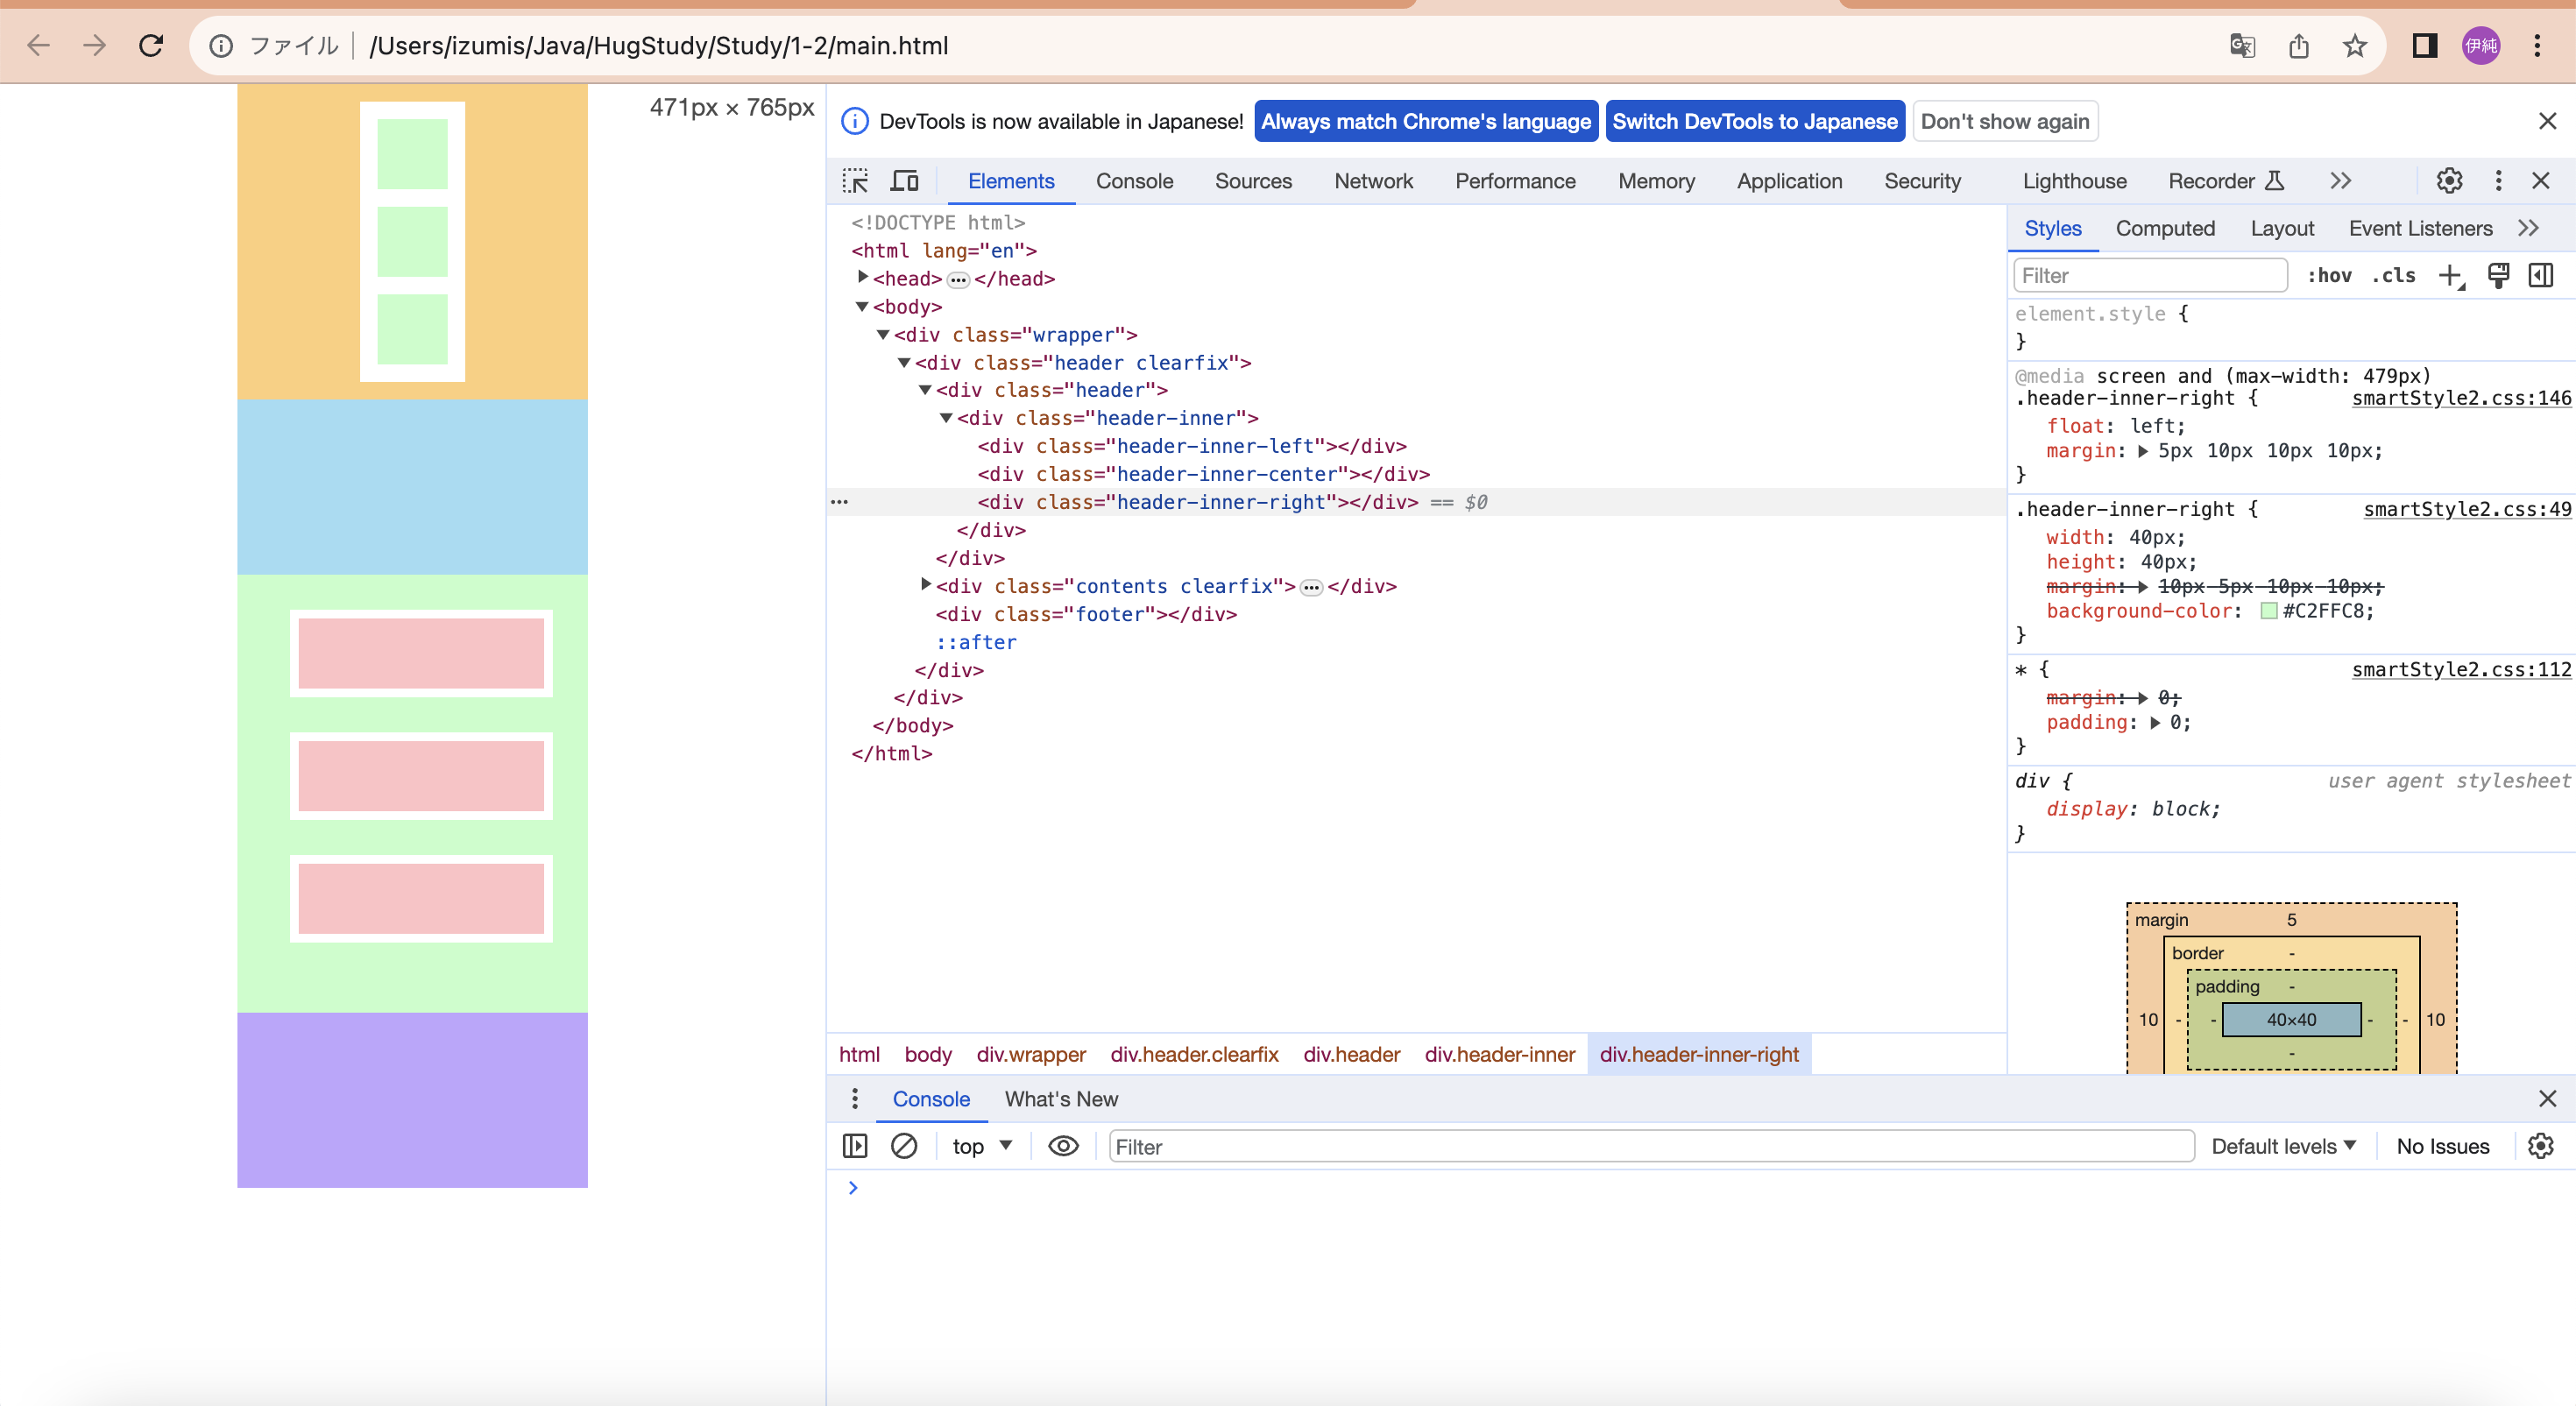 ファイル /Users/izumis/Java/HugStudy/Study/1-2/main.html
伊純
471px × 765px
DevTools is now available in Japanese! Always match Chrome's language Switch DevTools to Japanese Don't show again
Elements Console Sources Network Performance Memory Application Security Lighthouse Recorder
<!DOCTYPE html>
<html lang="en">
<head> ••• </head>
<body>
<div class="wrapper">
<div class="header clearfix">
<div class="header">
<div class="header-inner">
<div class="header-inner-left"></div>
<div class="header-inner-center"></div>
••• <div class="header-inner-right"></div> == $0
</div>
</div>
<div class="contents clearfix"> ••• </div>
<div class="footer"></div>
::after
</div>
</div>
</body>
</html>
Styles Computed Layout Event Listeners
Filter :hov .cls
element.style {
}
@media screen and (max-width: 479px)
.header-inner-right { smartStyle2.css:146
float: left;
margin: 5px 10px 10px 10px;
}
.header-inner-right { smartStyle2.css:49
width: 40px;
height: 40px;
margin: 10px 5px 10px 10px;
background-color: #C2FFC8;
}
* { smartStyle2.css:112
margin: 0;
padding: 0;
}
div { user agent stylesheet
display: block;
}
margin 5
border -
padding -
10 - - 40×40 - - 10
-
html body div.wrapper div.header.clearfix div.header div.header-inner div.header-inner-right
Console What's New
top Filter Default levels No Issues